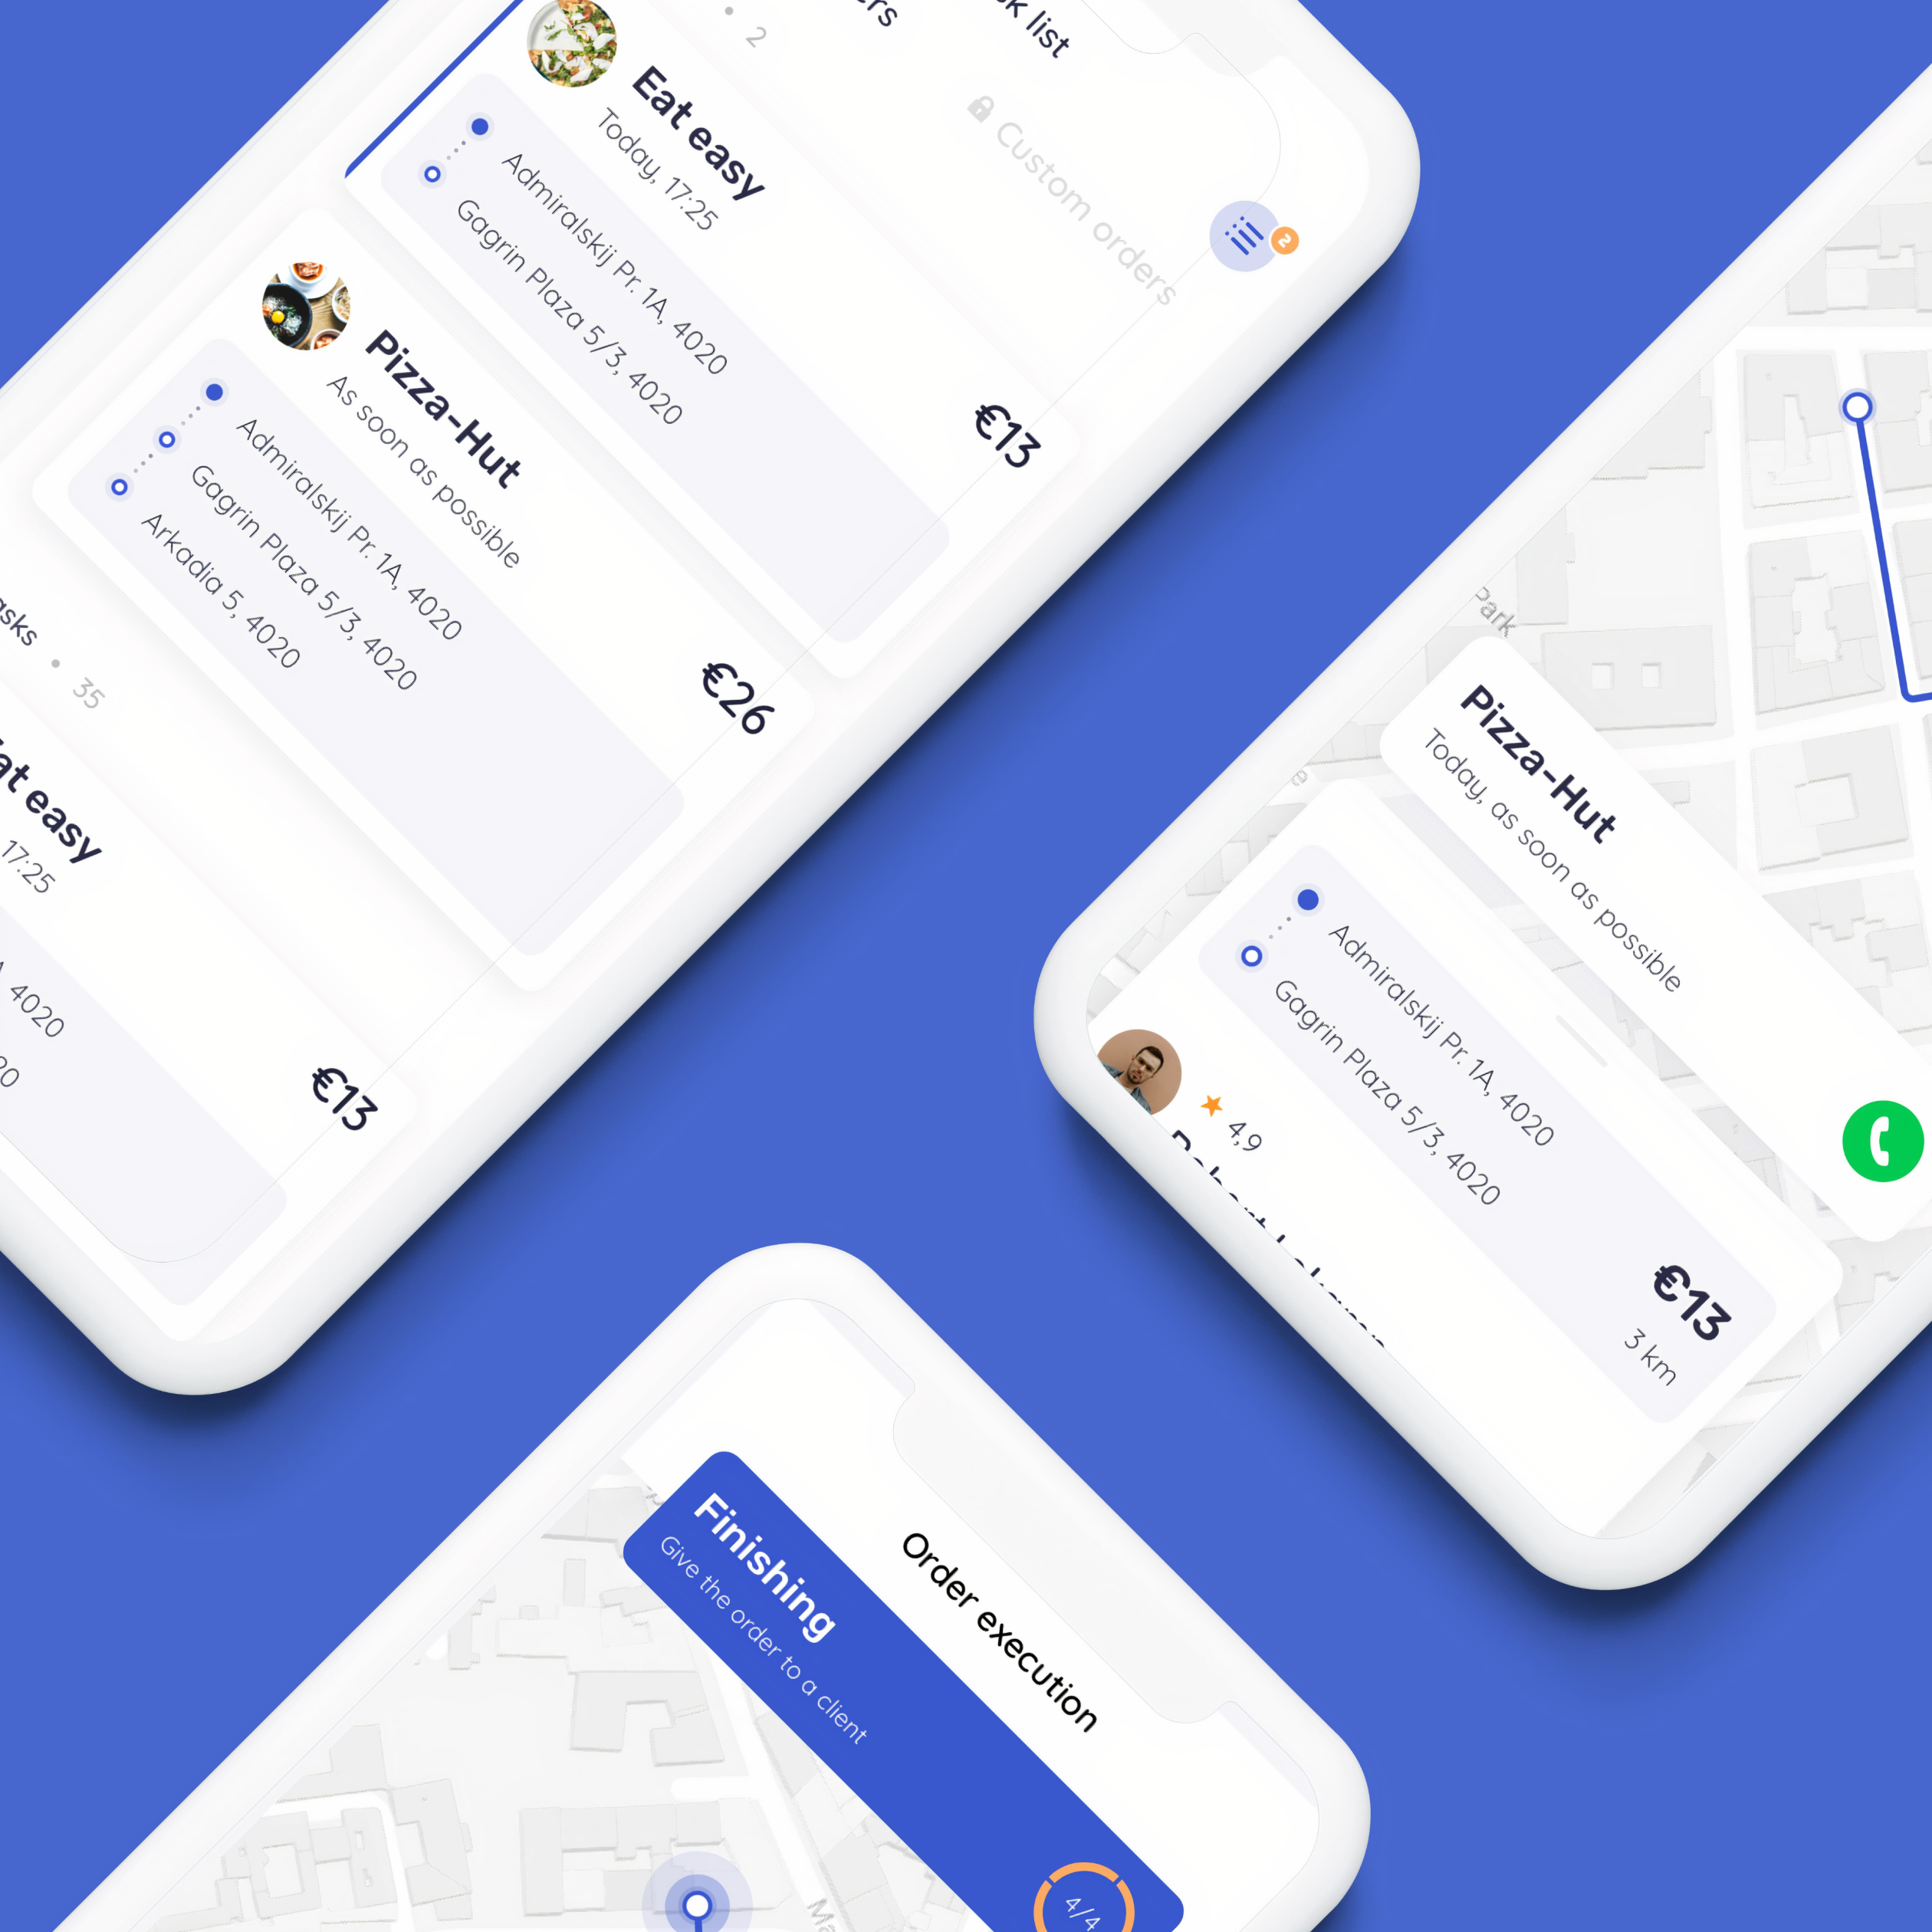 k list
rs
Custom orders
2
2
Eat easy
Today, 17:25
Admiralskij Pr. 1A, 4020
Gagrin Plaza 5/3, 4020
€13
Pizza-Hut
As soon as possible
Admiralskij Pr. 1A, 4020
Gagrin Plaza 5/3, 4020
Arkadia 5, 4020
€26
asks
35
at easy
17:25
4020
20
€13
Park
e
Pizza-Hut
Today, as soon as possible
Admiralskij Pr. 1A, 4020
Gagrin Plaza 5/3, 4020
€13
3 km
4,9
Order execution
Finishing
Give the order to a client
4/4
Ma